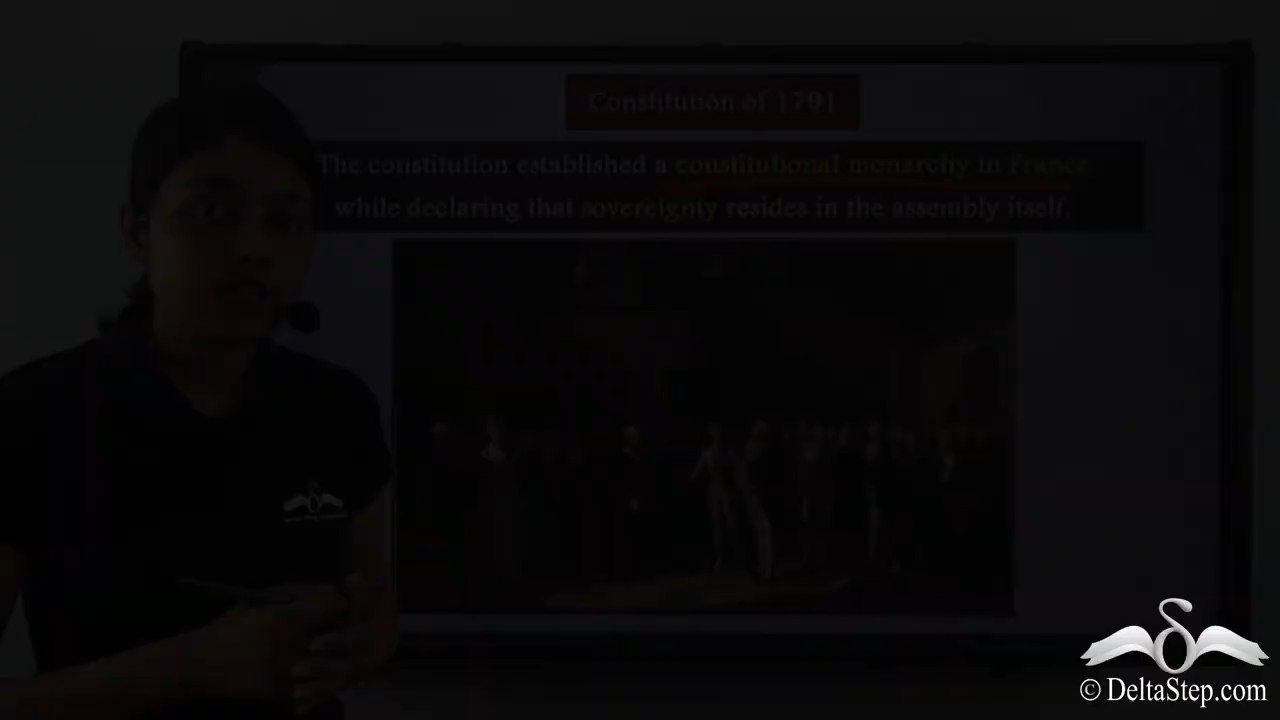 Constitution of 1791
The constitution established a constitutional monarchy in France,
while declaring that sovereignty resides in the assembly itself.
© DeltaStep.com